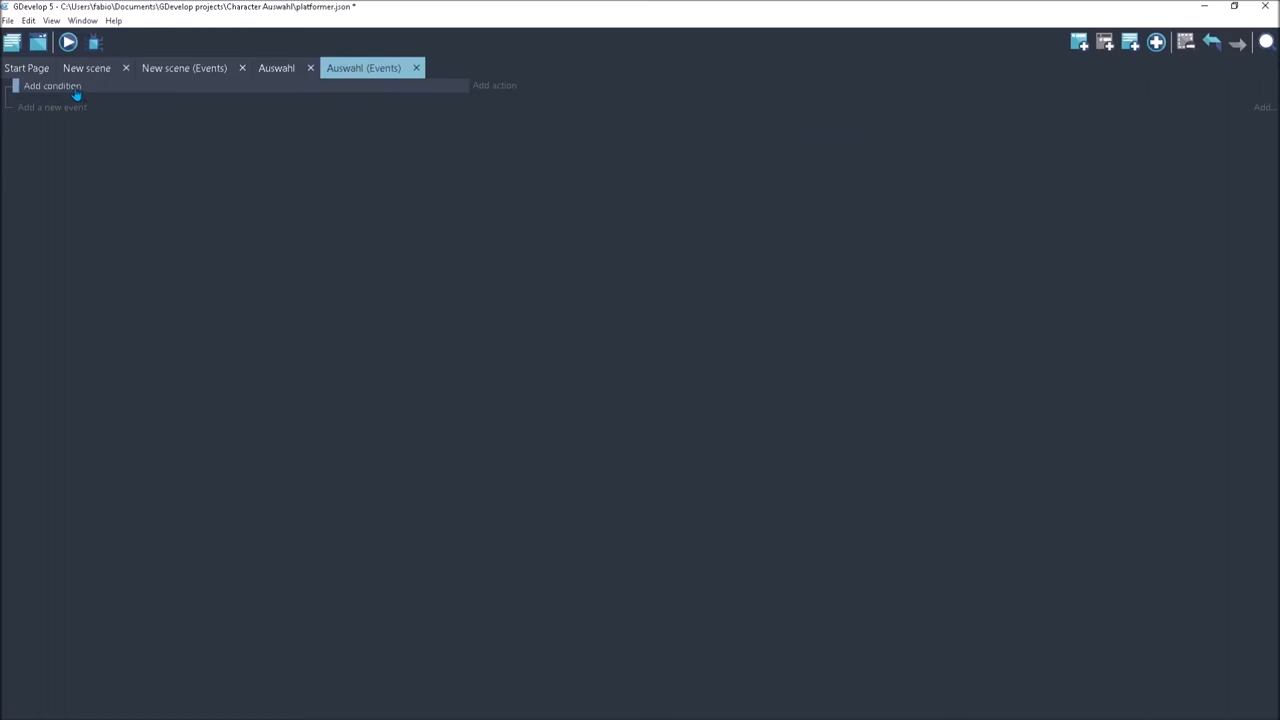 GDevelop 5 - C:\Users\fabio\Documents\GDevelop projects\Character Auswahl\platformer.json *
File Edit View Window Help
Start Page New scene New scene (Events) Auswahl Auswahl (Events)
Add condition Add action
Add a new event Add...